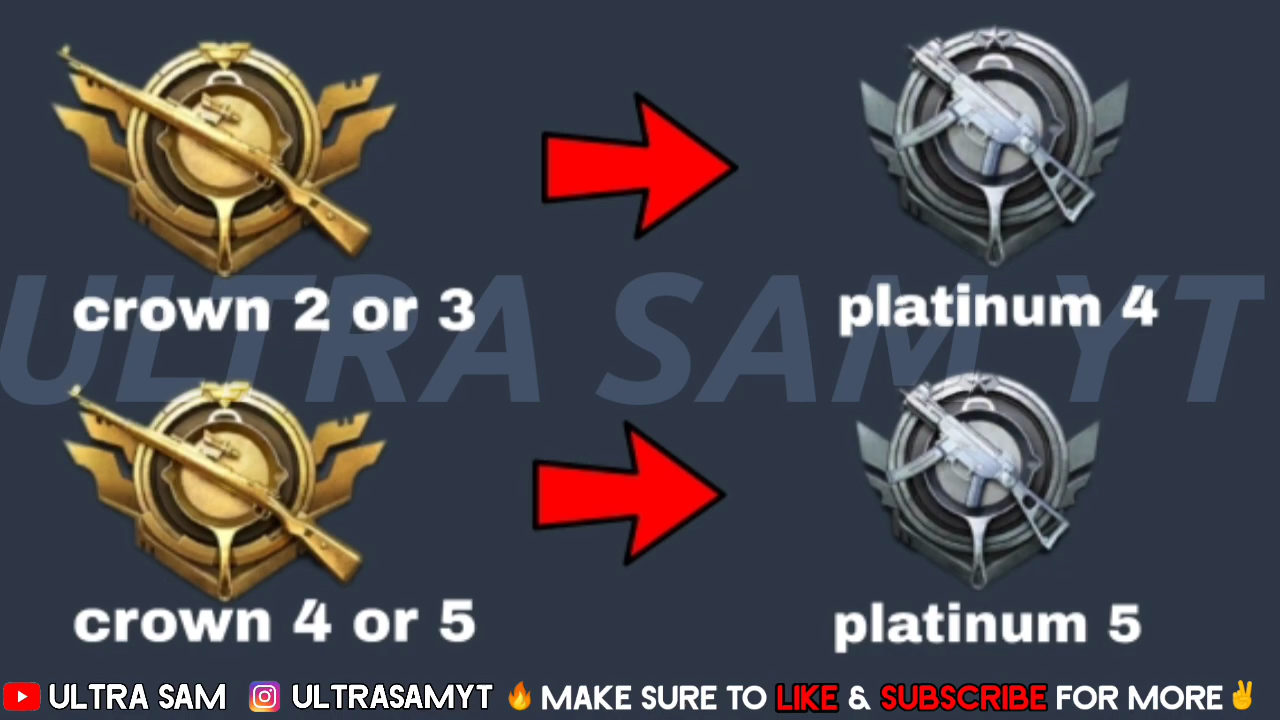 crown 2 or 3
platinum 4
ULTRA SAM YT
crown 4 or 5
platinum 5
ULTRA SAM ULTRASAMYT 🔥 MAKE SURE TO LIKE & SUBSCRIBE FOR MORE ✌